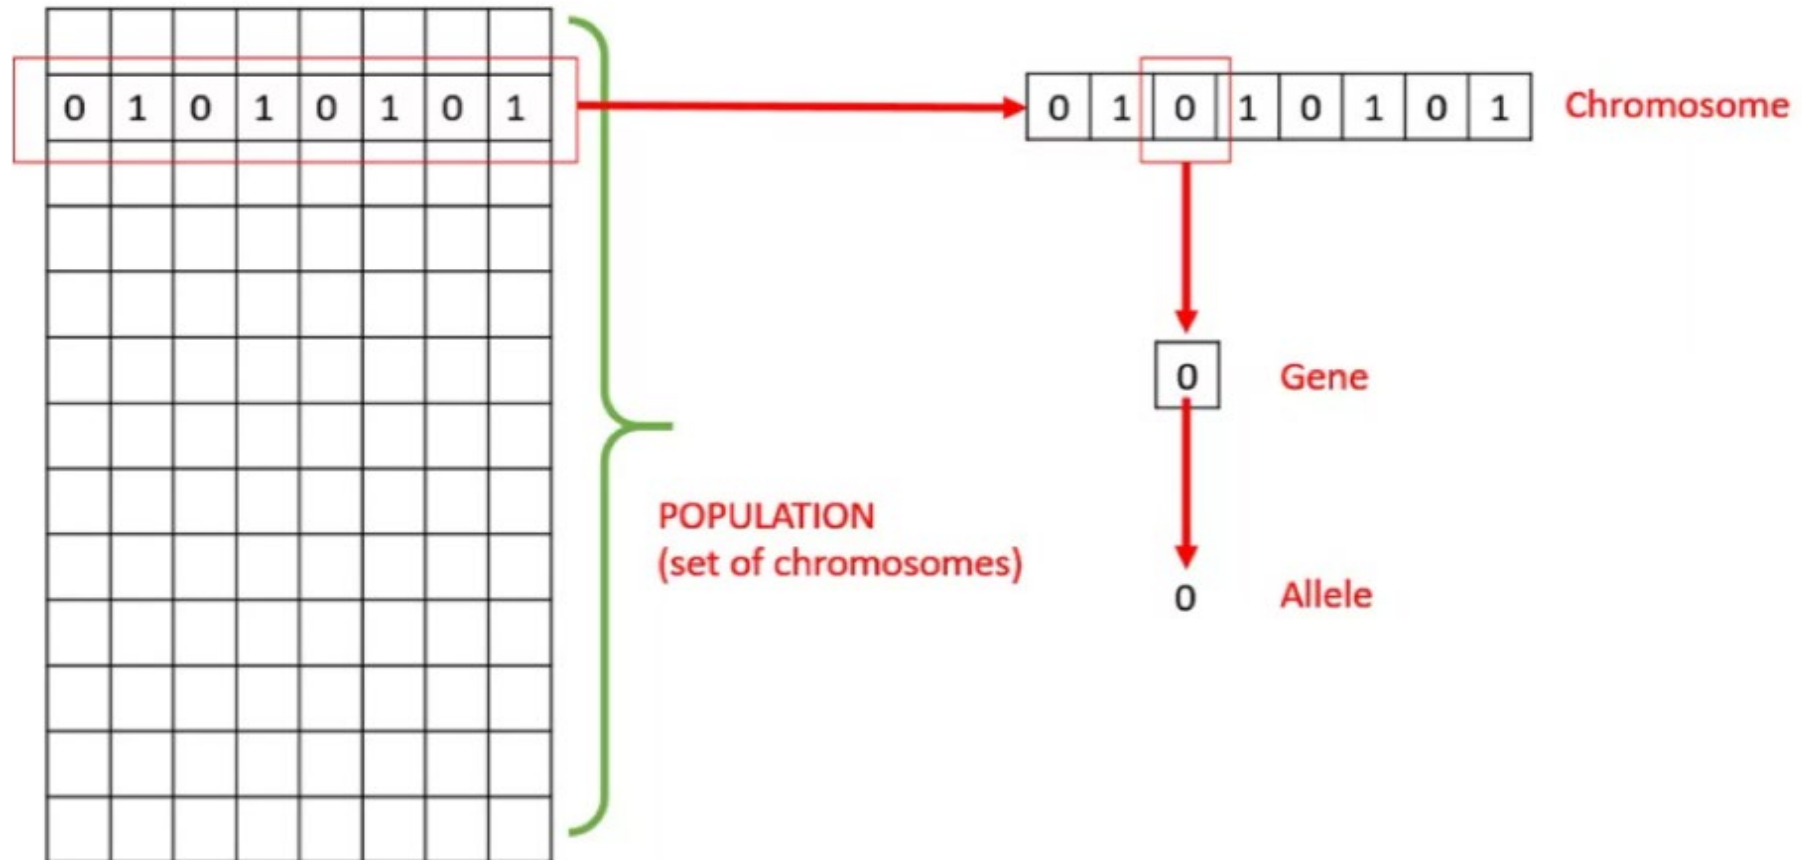 0 1 0 1 0 1 0 1
0 1 0 1 0 1 0 1 Chromosome
0 Gene
POPULATION
(set of chromosomes)
0 Allele